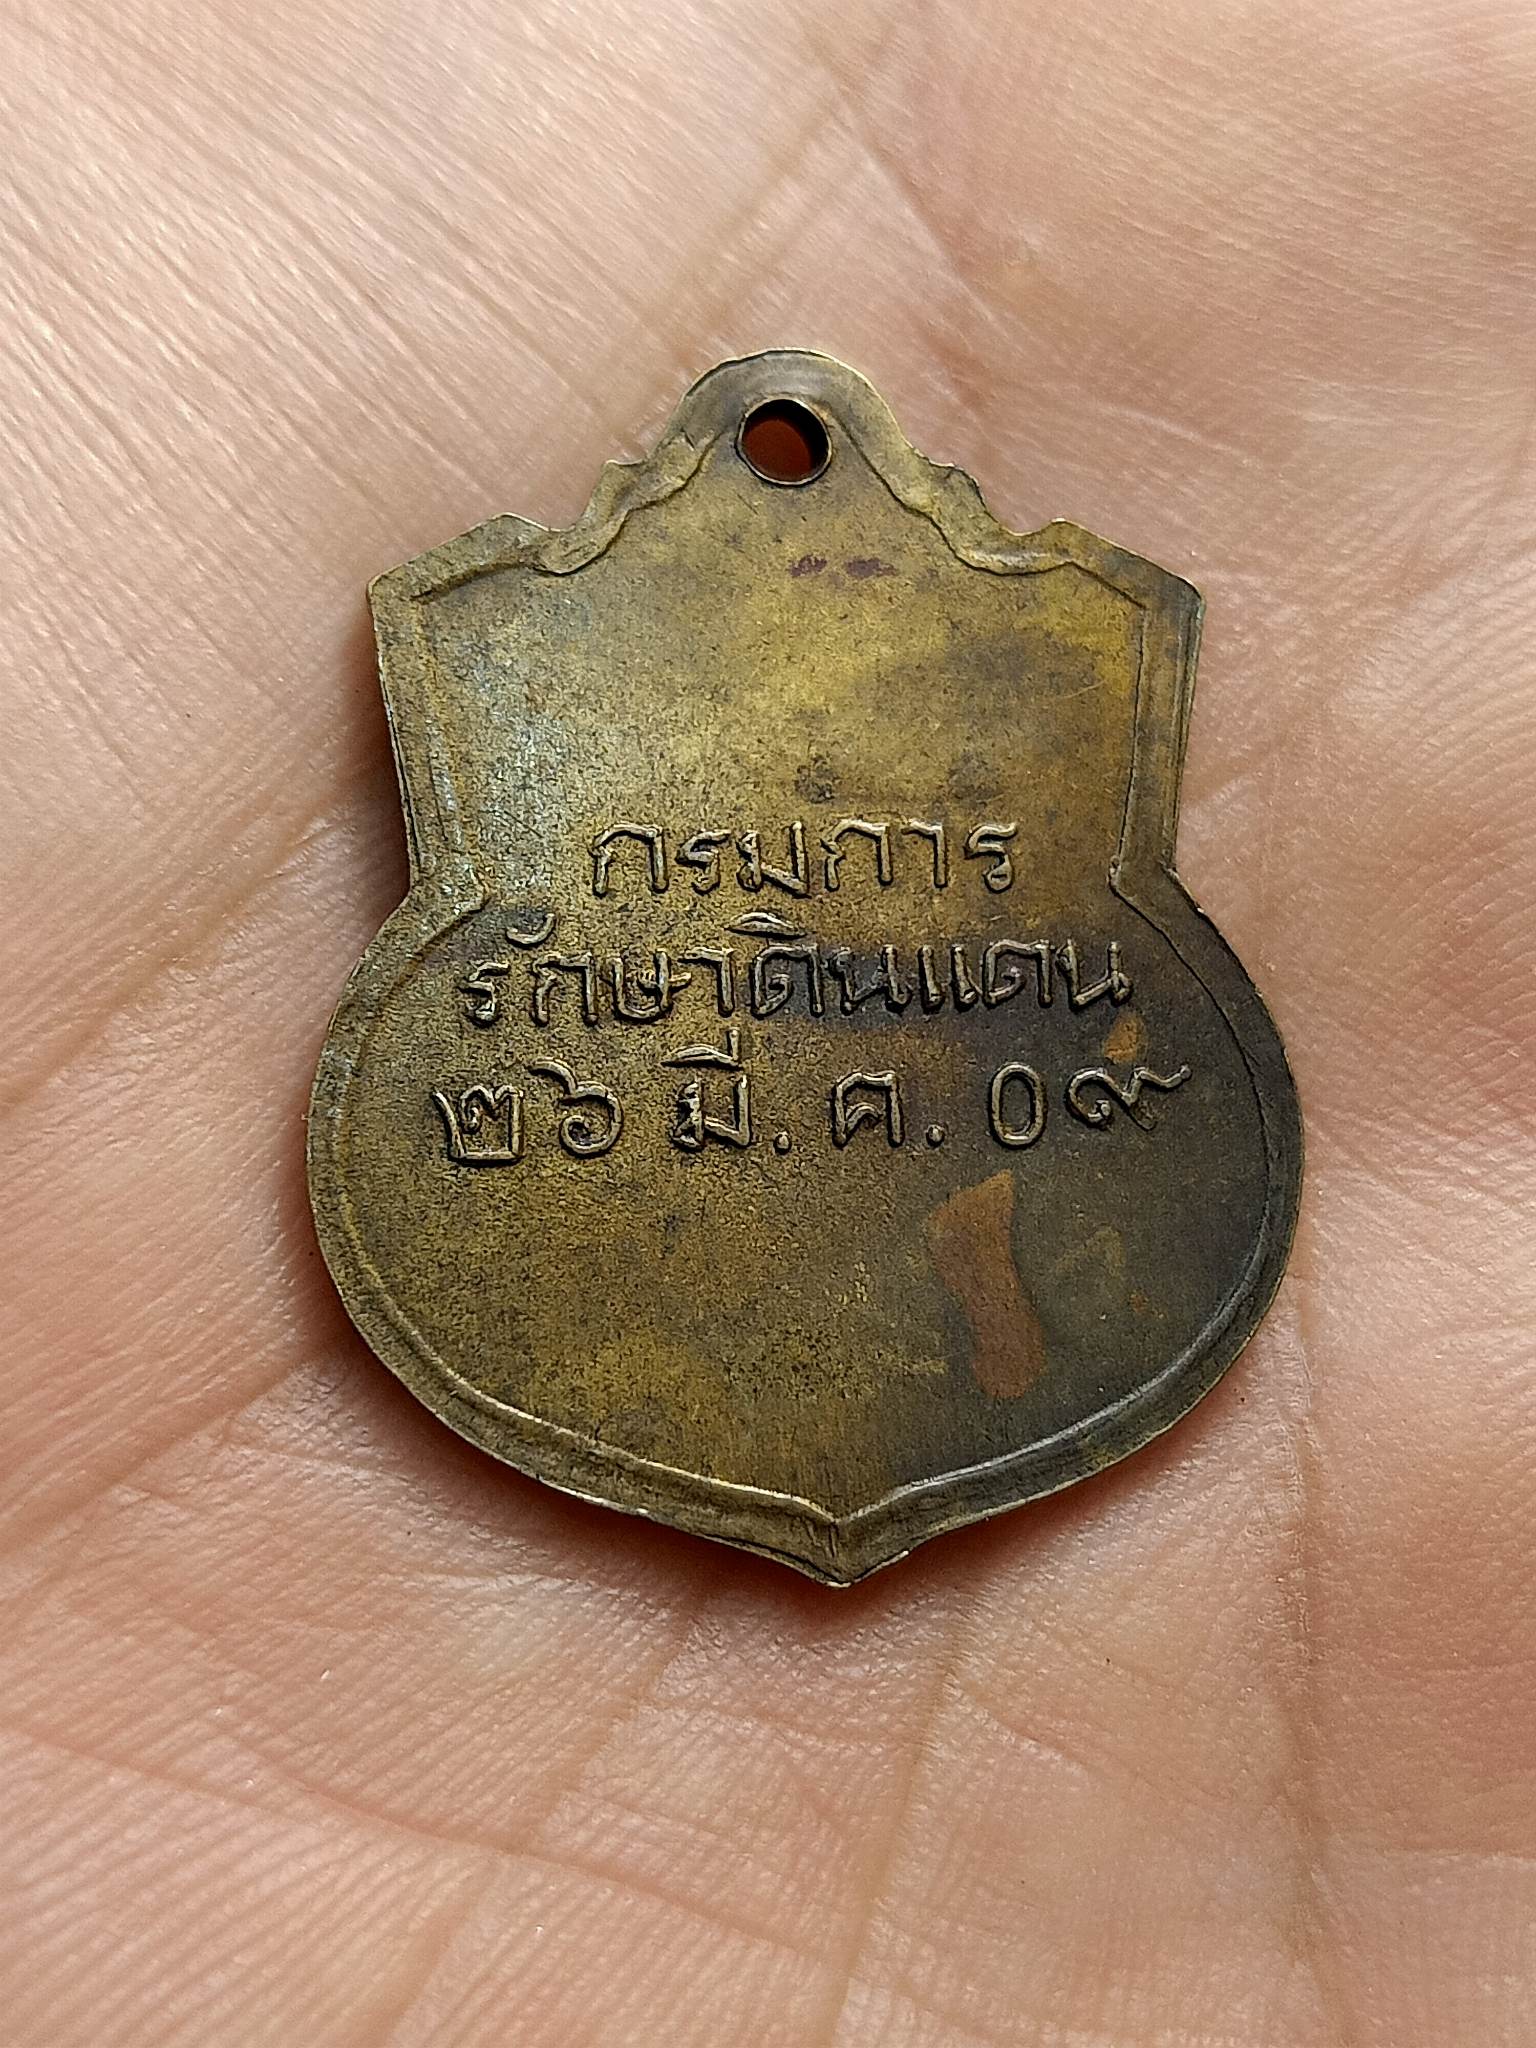 กรมการ
รักษาดินแดน
๒๖ มี.ค. ๐๙